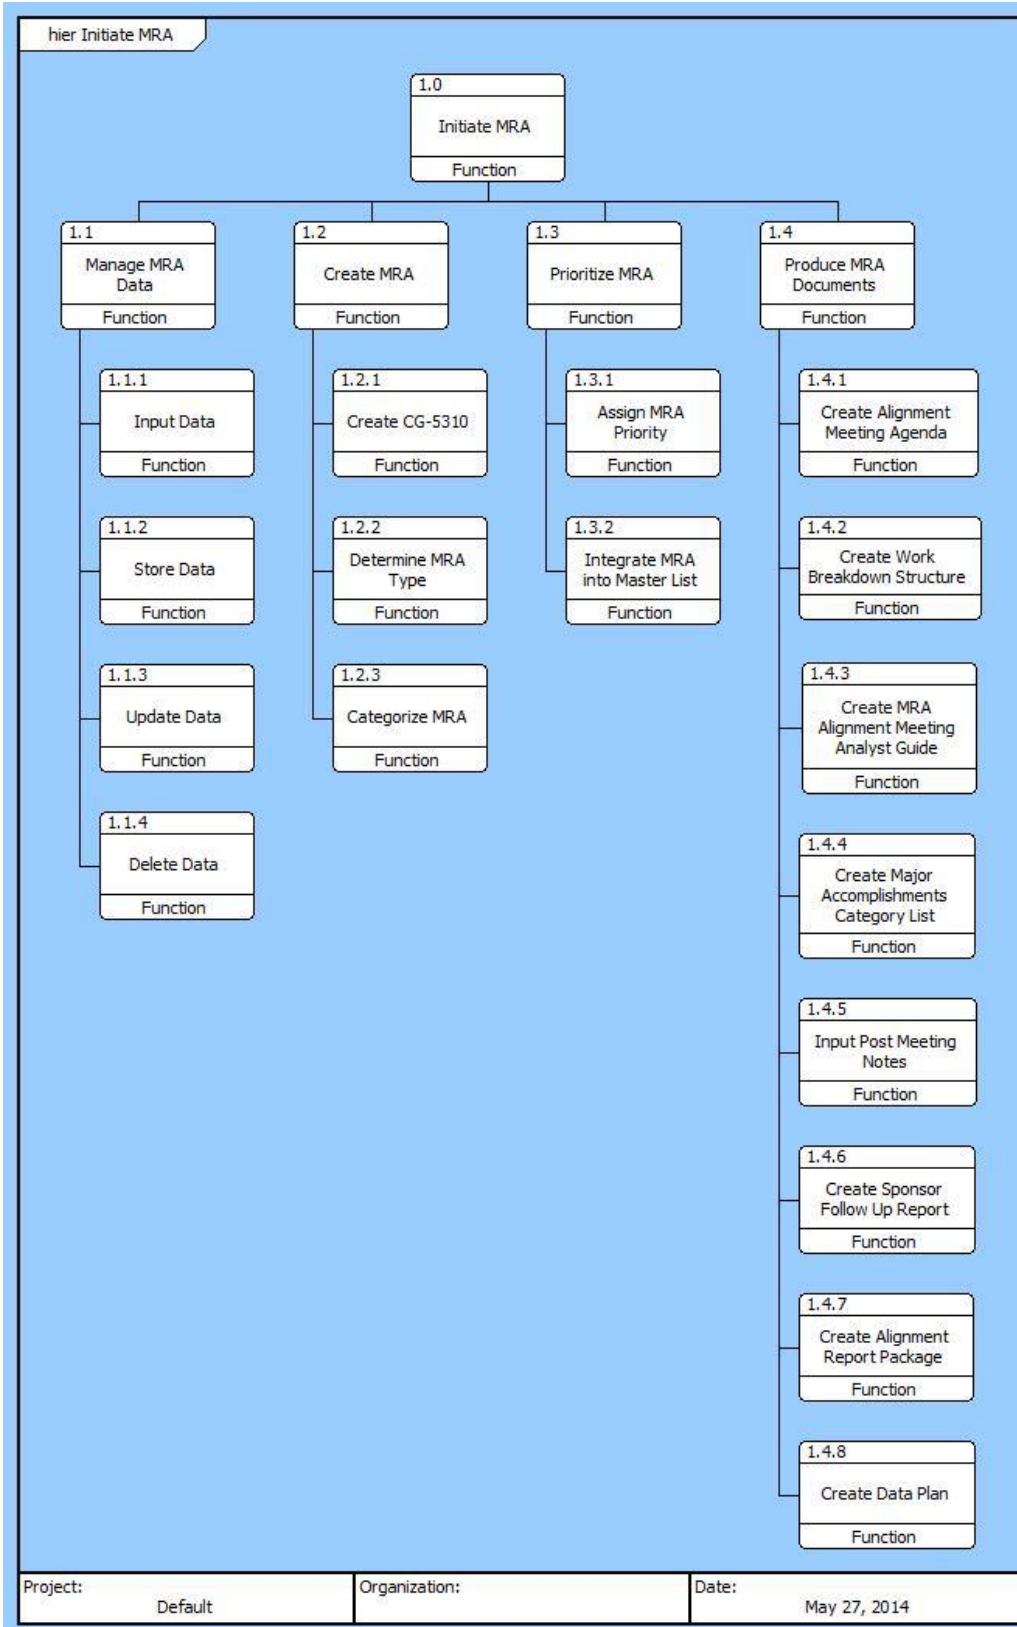 hier Initiate MRA
1.0
Initiate MRA
Function
1.1
Manage MRA
Data
Function
1.2
Create MRA
Function
1.3
Prioritize MRA
Function
1.4
Produce MRA
Documents
Function
1.1.1
Input Data
Function
1.2.1
Create CG-5310
Function
1.3.1
Assign MRA
Priority
Function
1.4.1
Create Alignment
Meeting Agenda
Function
1.1.2
Store Data
Function
1.2.2
Determine MRA
Type
Function
1.3.2
Integrate MRA
into Master List
Function
1.4.2
Create Work
Breakdown Structure
Function
1.1.3
Update Data
Function
1.2.3
Categorize MRA
Function
1.4.3
Create MRA
Alignment Meeting
Analyst Guide
Function
1.1.4
Delete Data
Function
1.4.4
Create Major
Accomplishments
Category List
Function
1.4.5
Input Post Meeting
Notes
Function
1.4.6
Create Sponsor
Follow Up Report
Function
1.4.7
Create Alignment
Report Package
Function
1.4.8
Create Data Plan
Function
Project:
Default
Organization:
Date:
May 27, 2014